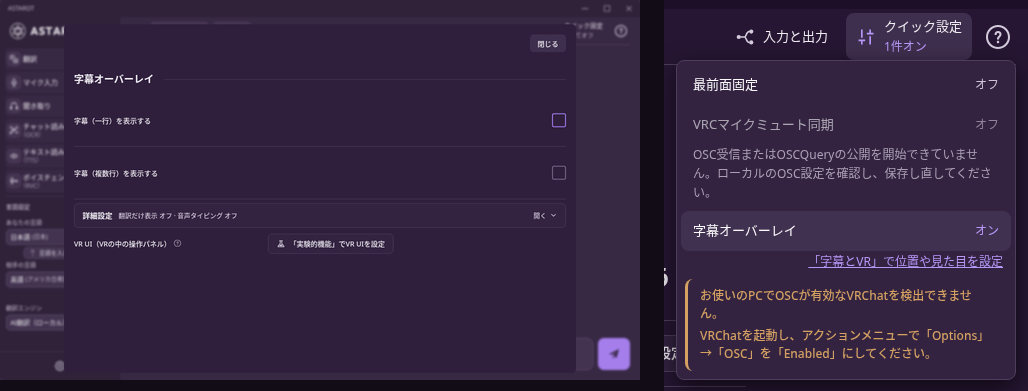 ASTAROT
閉じる
字幕オーバーレイ
字幕（一行）を表示する
字幕（複数行）を表示する
詳細設定 翻訳だけ表示 オフ · 音声タイピング オフ 開く
VR UI（VRの中の操作パネル）
「実験的機能」でVR UIを設定
翻訳
マイク入力
聞き取り
入力と出力
クイック設定
1件オン
最前面固定 オフ
VRCマイクミュート同期 オフ
OSC受信またはOSCQueryの公開を開始できていませ
ん。ローカルのOSC設定を確認し、保存し直してくださ
い。
字幕オーバーレイ オン
「字幕とVR」で位置や見た目を設定
お使いのPCでOSCが有効なVRChatを検出できませ
ん。
VRChatを起動し、アクションメニューで「Options」
→「OSC」を「Enabled」にしてください。